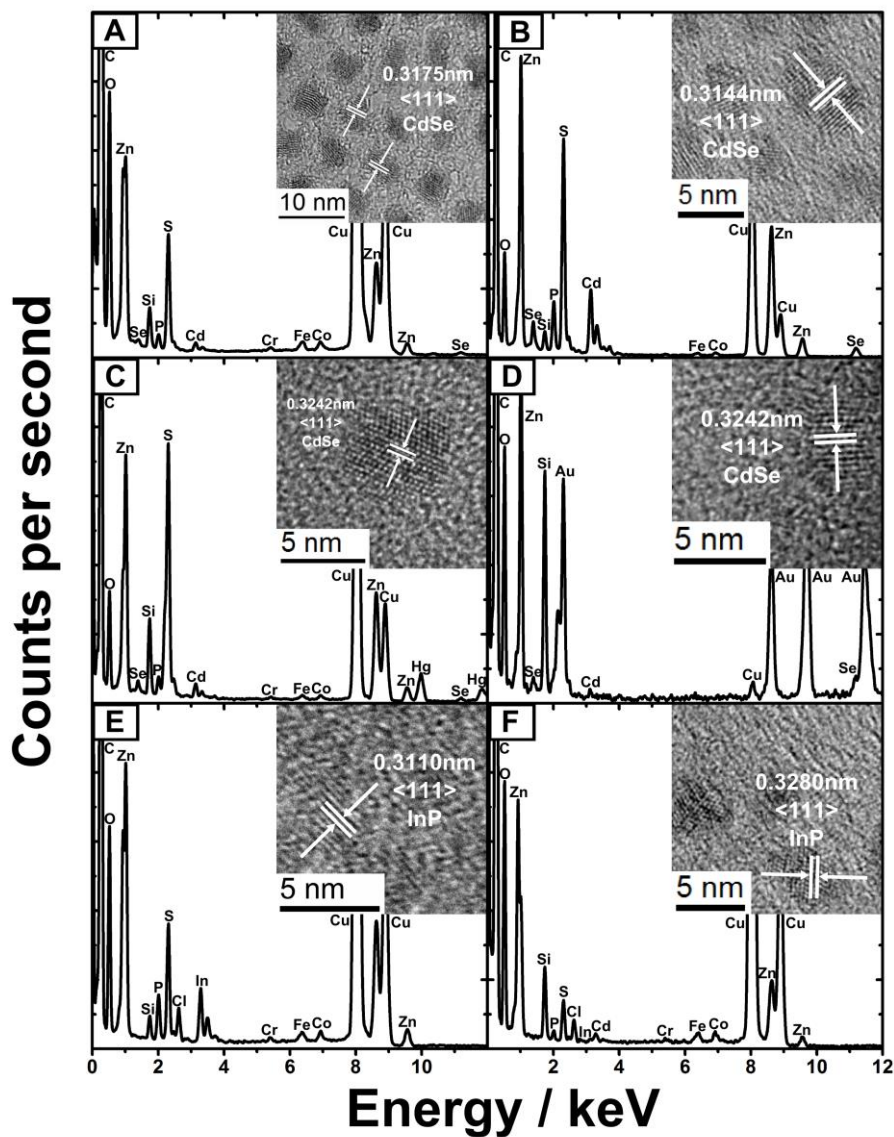 Counts per second
A
C
O
Zn
Se
Si
P
S
Cd
Cr
Fe
Co
Cu
Zn
Cu
Zn
Se
0.3175nm
<111>
CdSe
10 nm
B
C
Zn
O
Se
Si
P
S
Cd
Fe
Co
Cu
Zn
Cu
Zn
Se
0.3144nm
<111>
CdSe
5 nm
C
C
Zn
O
Se
Si
P
S
Cd
Cr
Fe
Co
Cu
Zn
Cu
Zn
Hg
Se
Hg
0.3242nm
<111>
CdSe
5 nm
D
C
Zn
O
Se
Si
Au
Cd
Cu
Au
Au
Se
Au
0.3242nm
<111>
CdSe
5 nm
E
C
Zn
O
Si
P
S
Cl
In
Cr
Fe
Co
Cu
Cu
Zn
0.3110nm
<111>
InP
5 nm
F
C
O
Zn
Si
P
S
Cl
In
Cd
Cr
Fe
Co
Cu
Zn
Cu
Zn
0.3280nm
<111>
InP
5 nm
0 2 4 6 8 10
2 4 6 8 10 12
Energy / keV